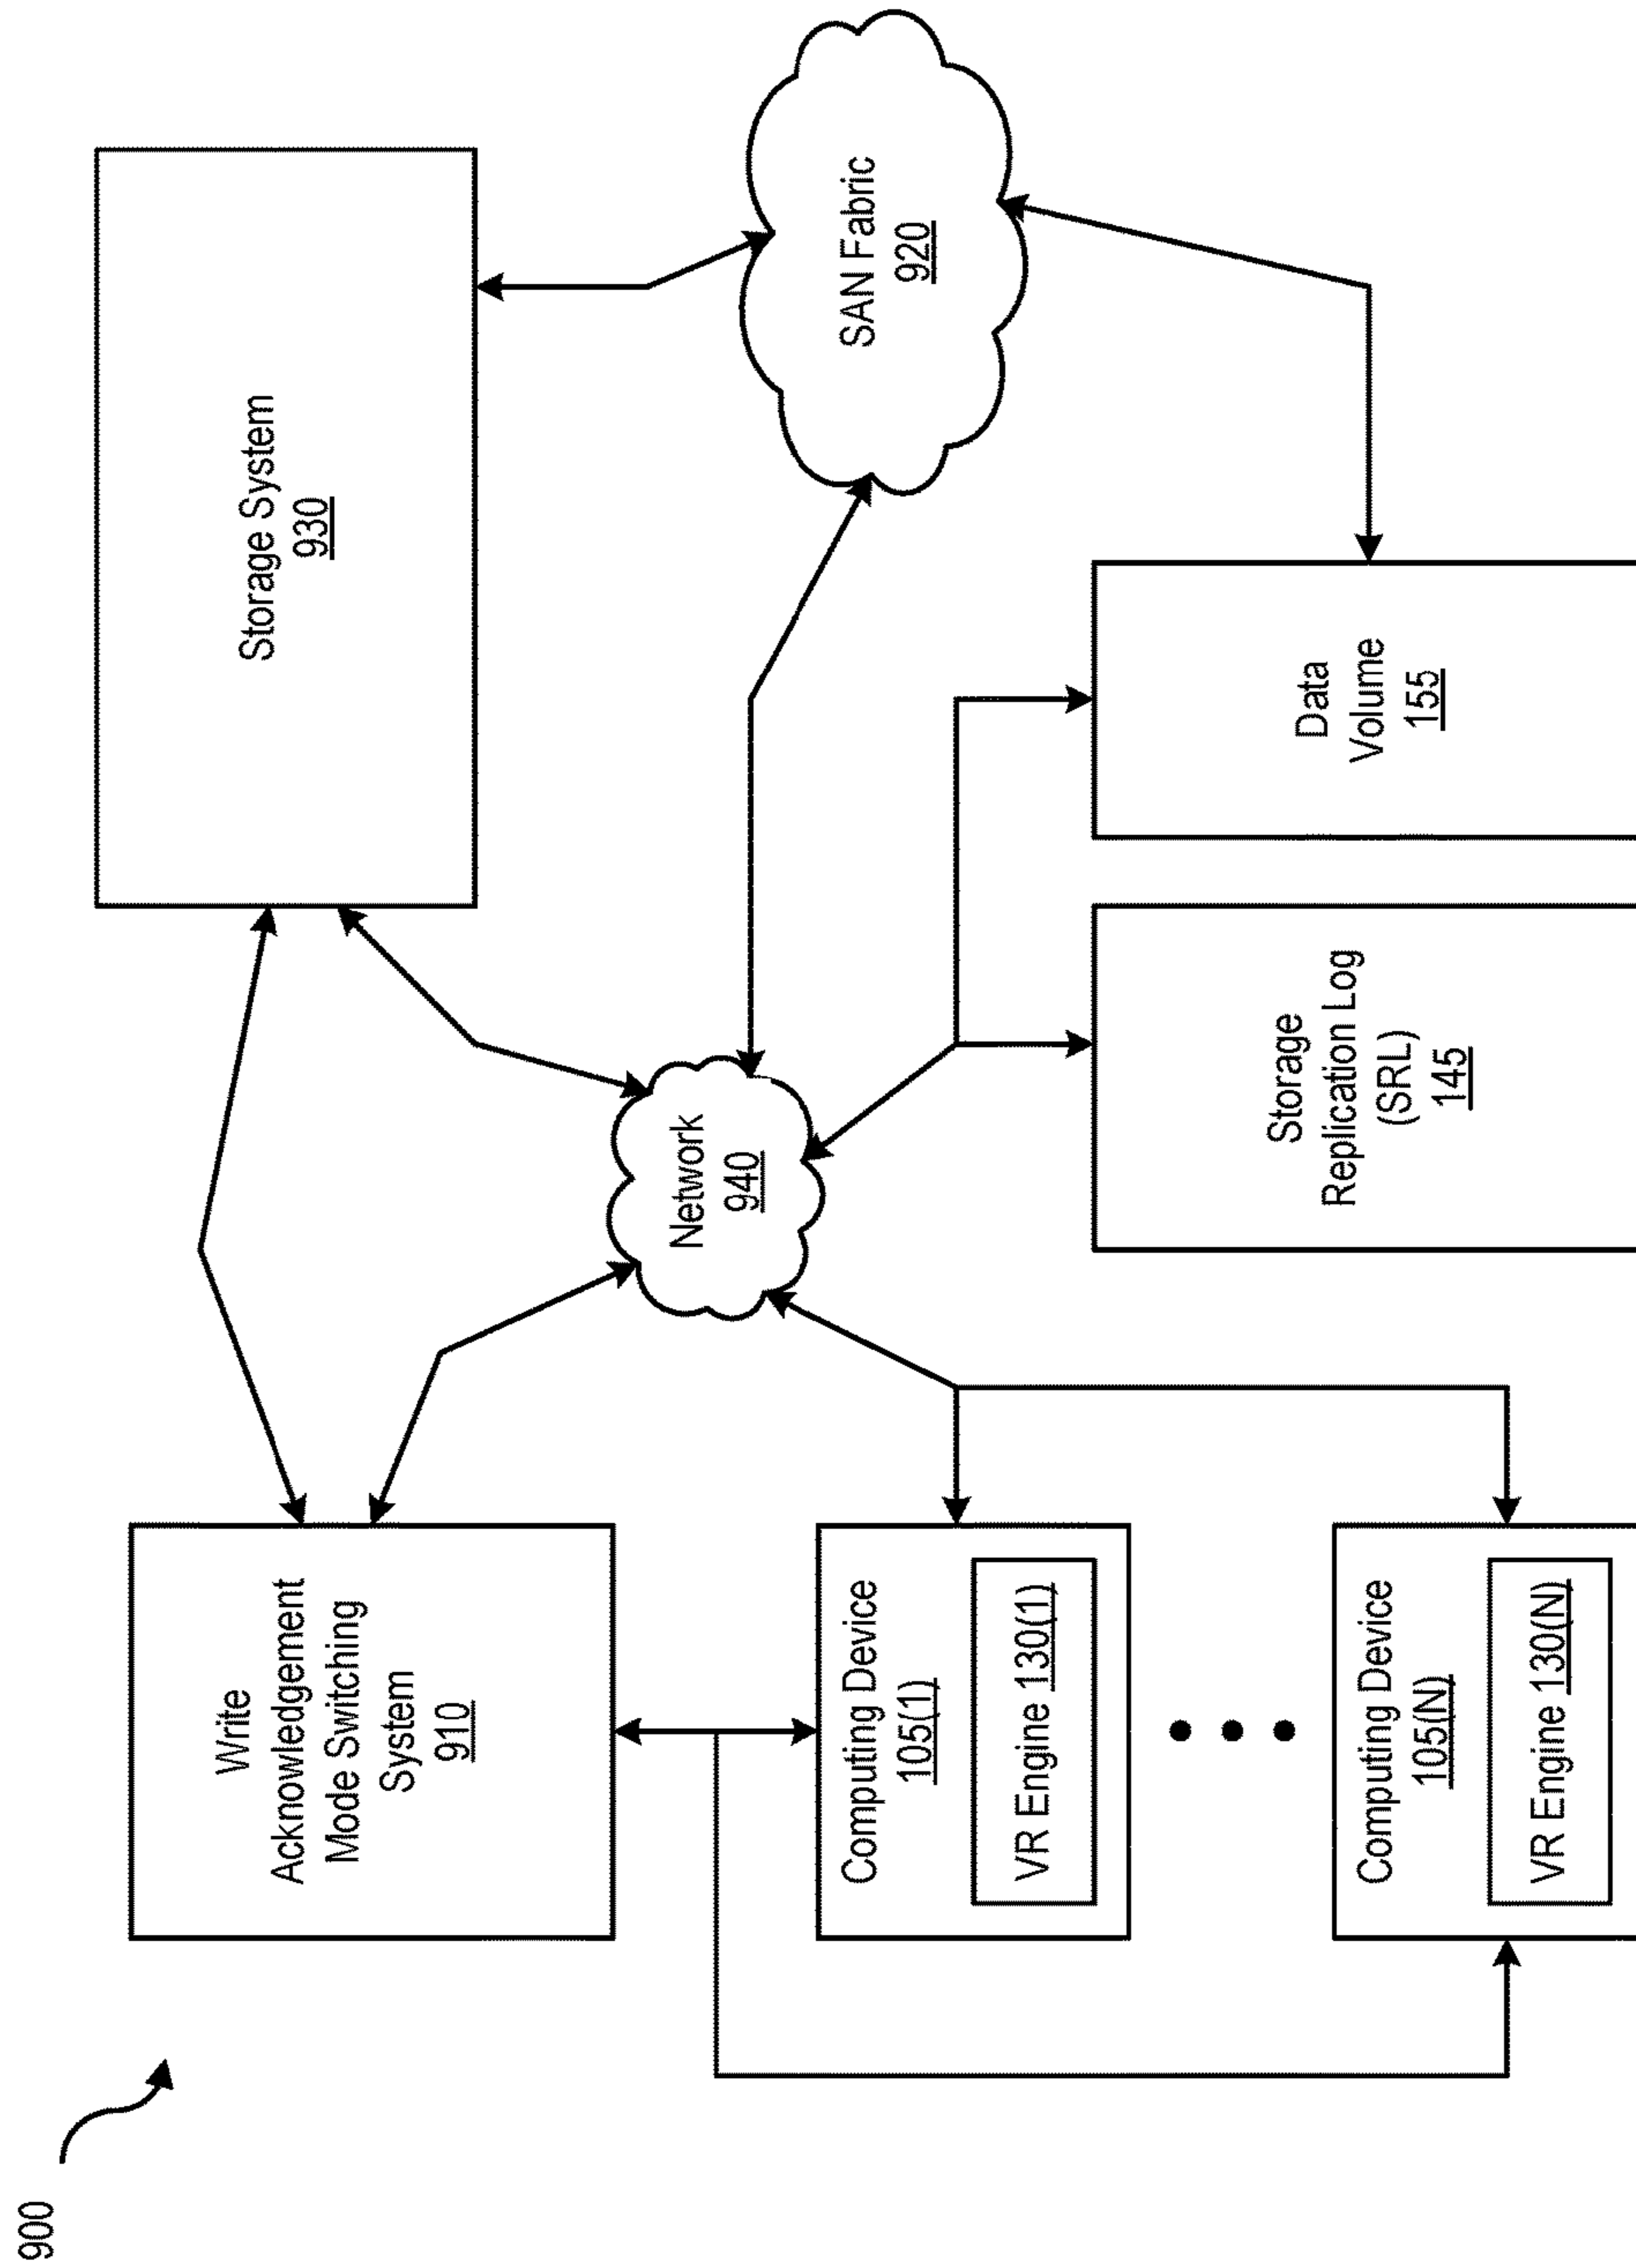 900
Write
Acknowledgement
Mode Switching
System
910
Storage System
930
Computing Device
105(1)
VR Engine 130(1)
Network
940
SAN Fabric
920
Computing Device
105(N)
VR Engine 130(N)
Storage
Replication Log
(SRL)
145
Data
Volume
155